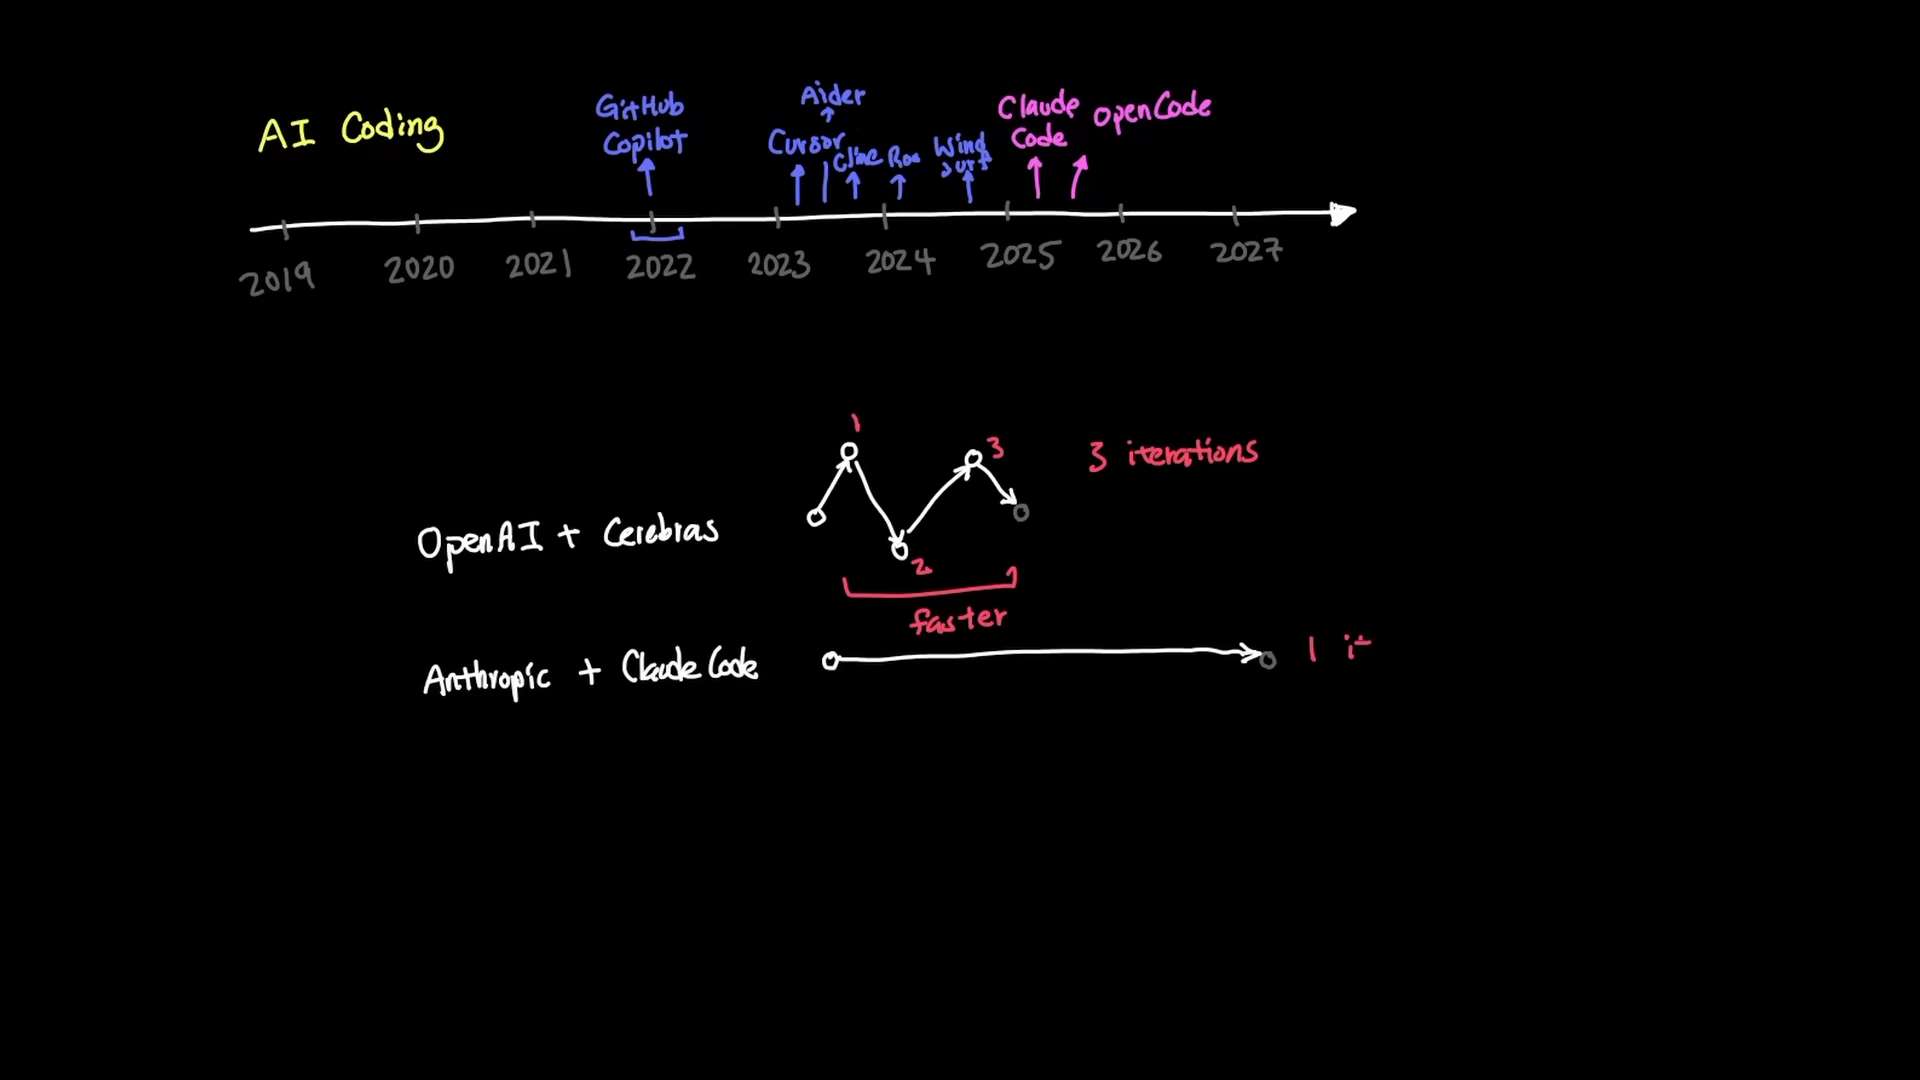 AI Coding
GitHub
Copilot
Aider
Cursor
Cline
Roo
Wind
surf
Claude
Code
OpenCode
2019
2020
2021
2022
2023
2024
2025
2026
2027
1
3
3 iterations
OpenAI + Cerebras
2
faster
Anthropic + Claude Code
1 it